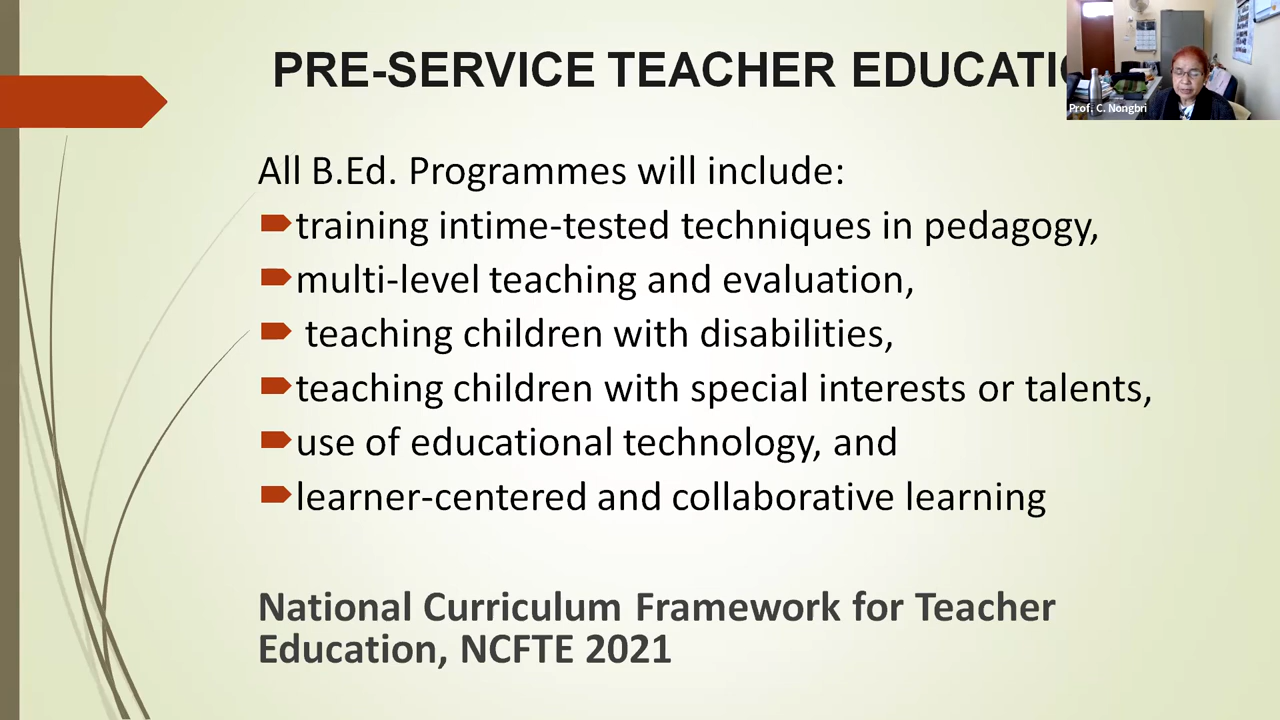 PRE-SERVICE TEACHER EDUCATI
Prof. C. Nongbri
All B.Ed. Programmes will include:
training intime-tested techniques in pedagogy,
multi-level teaching and evaluation,
teaching children with disabilities,
teaching children with special interests or talents,
use of educational technology, and
learner-centered and collaborative learning
National Curriculum Framework for Teacher
Education, NCFTE 2021